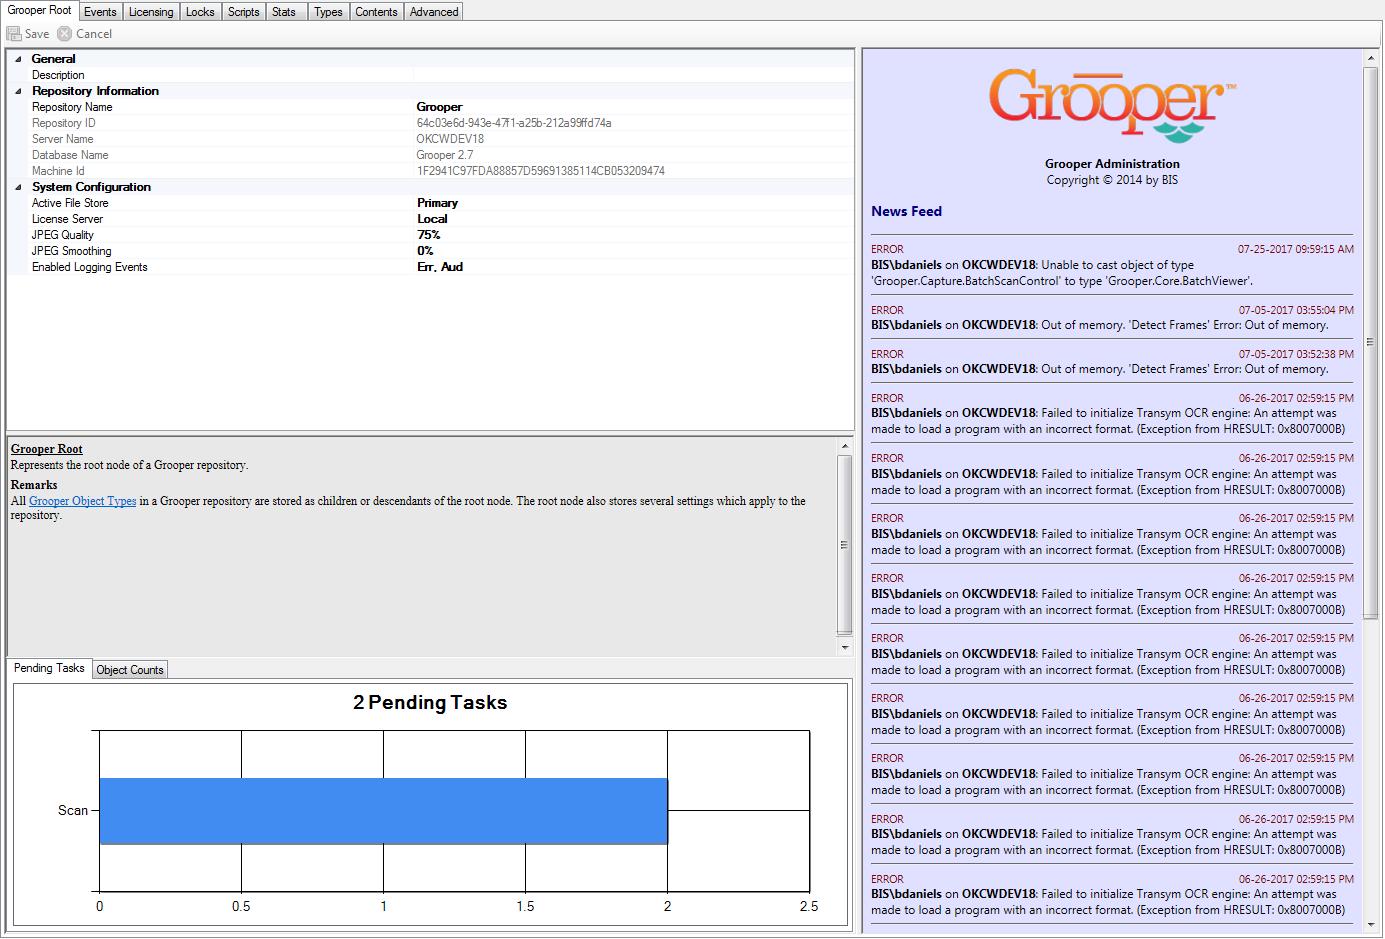 Grooper Root Events Licensing Locks Scripts Stats Types Contents Advanced
Save Cancel
General
Description
Repository Information
Repository Name Grooper
Repository ID 64c03e6d-943e-47f1-a25b-212a99ffd74a
Server Name OKCWDEV18
Database Name Grooper 2.7
Machine Id 1F2941C97FDA88857D59691385114CB053209474
System Configuration
Active File Store Primary
License Server Local
JPEG Quality 75%
JPEG Smoothing 0%
Enabled Logging Events Err, Aud
Grooper Root
Represents the root node of a Grooper repository.
Remarks
All Grooper Object Types in a Grooper repository are stored as children or descendants of the root node. The root node also stores several settings which apply to the
repository.
Pending Tasks Object Counts
2 Pending Tasks
Scan
0 0.5 1 1.5 2 2.5
Grooper™
Grooper Administration
Copyright © 2014 by BIS
News Feed
ERROR 07-25-2017 09:59:15 AM
BIS\bdaniels on OKCWDEV18: Unable to cast object of type
'Grooper.Capture.BatchScanControl' to type 'Grooper.Core.BatchViewer'.
ERROR 07-05-2017 03:55:04 PM
BIS\bdaniels on OKCWDEV18: Out of memory. 'Detect Frames' Error: Out of memory.
ERROR 07-05-2017 03:52:38 PM
BIS\bdaniels on OKCWDEV18: Out of memory. 'Detect Frames' Error: Out of memory.
ERROR 06-26-2017 02:59:15 PM
BIS\bdaniels on OKCWDEV18: Failed to initialize Transym OCR engine: An attempt was
made to load a program with an incorrect format. (Exception from HRESULT: 0x8007000B)
ERROR 06-26-2017 02:59:15 PM
BIS\bdaniels on OKCWDEV18: Failed to initialize Transym OCR engine: An attempt was
made to load a program with an incorrect format. (Exception from HRESULT: 0x8007000B)
ERROR 06-26-2017 02:59:15 PM
BIS\bdaniels on OKCWDEV18: Failed to initialize Transym OCR engine: An attempt was
made to load a program with an incorrect format. (Exception from HRESULT: 0x8007000B)
ERROR 06-26-2017 02:59:15 PM
BIS\bdaniels on OKCWDEV18: Failed to initialize Transym OCR engine: An attempt was
made to load a program with an incorrect format. (Exception from HRESULT: 0x8007000B)
ERROR 06-26-2017 02:59:15 PM
BIS\bdaniels on OKCWDEV18: Failed to initialize Transym OCR engine: An attempt was
made to load a program with an incorrect format. (Exception from HRESULT: 0x8007000B)
ERROR 06-26-2017 02:59:15 PM
BIS\bdaniels on OKCWDEV18: Failed to initialize Transym OCR engine: An attempt was
made to load a program with an incorrect format. (Exception from HRESULT: 0x8007000B)
ERROR 06-26-2017 02:59:15 PM
BIS\bdaniels on OKCWDEV18: Failed to initialize Transym OCR engine: An attempt was
made to load a program with an incorrect format. (Exception from HRESULT: 0x8007000B)
ERROR 06-26-2017 02:59:15 PM
BIS\bdaniels on OKCWDEV18: Failed to initialize Transym OCR engine: An attempt was
made to load a program with an incorrect format. (Exception from HRESULT: 0x8007000B)
ERROR 06-26-2017 02:59:15 PM
BIS\bdaniels on OKCWDEV18: Failed to initialize Transym OCR engine: An attempt was
made to load a program with an incorrect format. (Exception from HRESULT: 0x8007000B)